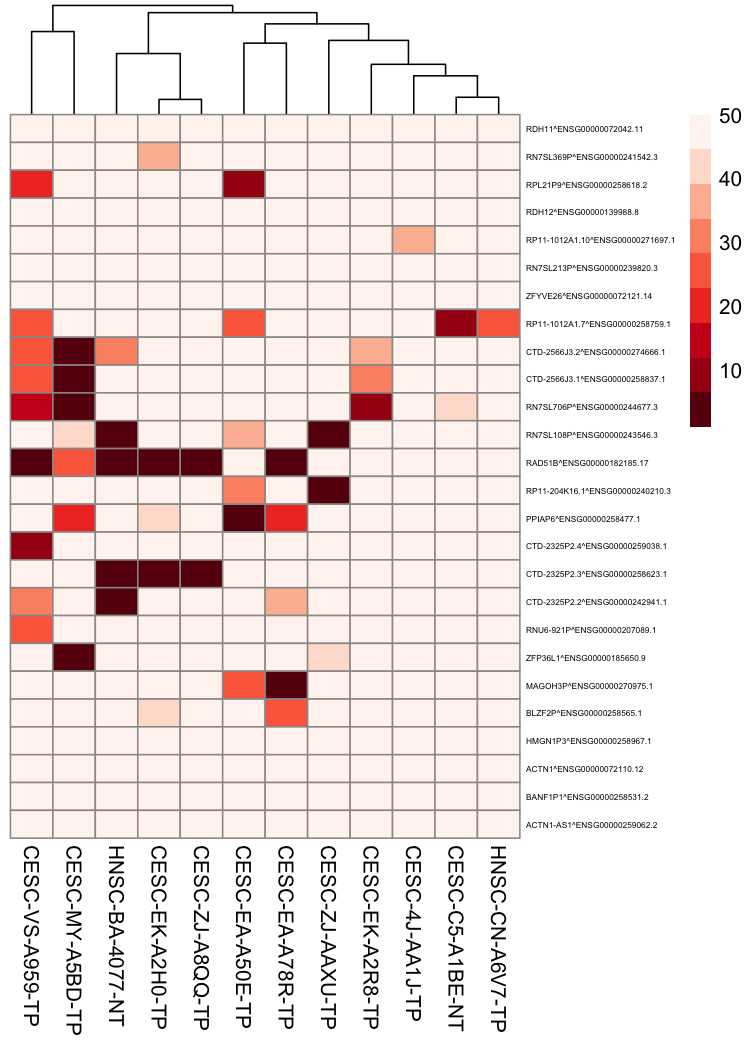 50
40
30
20
10
RDH11^ENSG00000072042.11
RN7SL369P^ENSG00000241542.3
RPL21P9^ENSG00000258618.2
RDH12^ENSG00000139988.8
RP11-1012A1.10^ENSG00000271697.1
RN7SL213P^ENSG00000239820.3
ZFYVE26^ENSG00000072121.14
RP11-1012A1.7^ENSG00000258759.1
CTD-2566J3.2^ENSG00000274666.1
CTD-2566J3.1^ENSG00000258837.1
RN7SL706P^ENSG00000244677.3
RN7SL108P^ENSG00000243546.3
RAD51B^ENSG00000182185.17
RP11-204K16.1^ENSG00000240210.3
PPIAP6^ENSG00000258477.1
CTD-2325P2.4^ENSG00000259038.1
CTD-2325P2.3^ENSG00000258623.1
CTD-2325P2.2^ENSG00000242941.1
RNU6-921P^ENSG00000207089.1
ZFP36L1^ENSG00000185650.9
MAGOH3P^ENSG00000270975.1
BLZF2P^ENSG00000258565.1
HMGN1P3^ENSG00000258967.1
ACTN1^ENSG00000072110.12
BANF1P1^ENSG00000258531.2
ACTN1-AS1^ENSG00000259062.2
CESC-VS-A959-TP
CESC-MY-A5BD-TP
HNSC-BA-4077-NT
CESC-EK-A2H0-TP
CESC-ZJ-A8QQ-TP
CESC-EA-A50E-TP
CESC-EA-A78R-TP
CESC-ZJ-AAXU-TP
CESC-EK-A2R8-TP
CESC-4J-AA1J-TP
CESC-C5-A1BE-NT
HNSC-CN-A6V7-TP